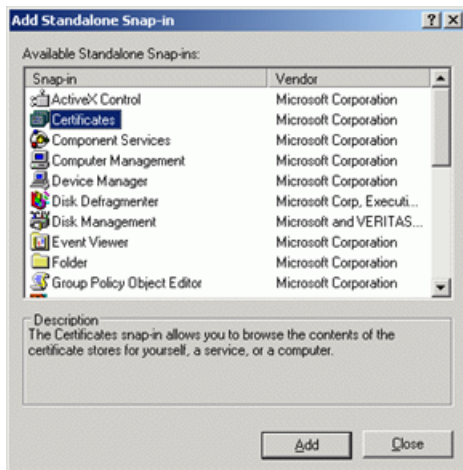 Add Standalone Snap-in
Available Standalone Snap-ins:
Snap-in Vendor
ActiveX Control Microsoft Corporation
Certificates Microsoft Corporation
Component Services Microsoft Corporation
Computer Management Microsoft Corporation
Device Manager Microsoft Corporation
Disk Defragmenter Microsoft Corp, Executi...
Disk Management Microsoft and VERITAS...
Event Viewer Microsoft Corporation
Folder Microsoft Corporation
Group Policy Object Editor Microsoft Corporation
Description
The Certificates snap-in allows you to browse the contents of the
certificate stores for yourself, a service, or a computer.
Add Close